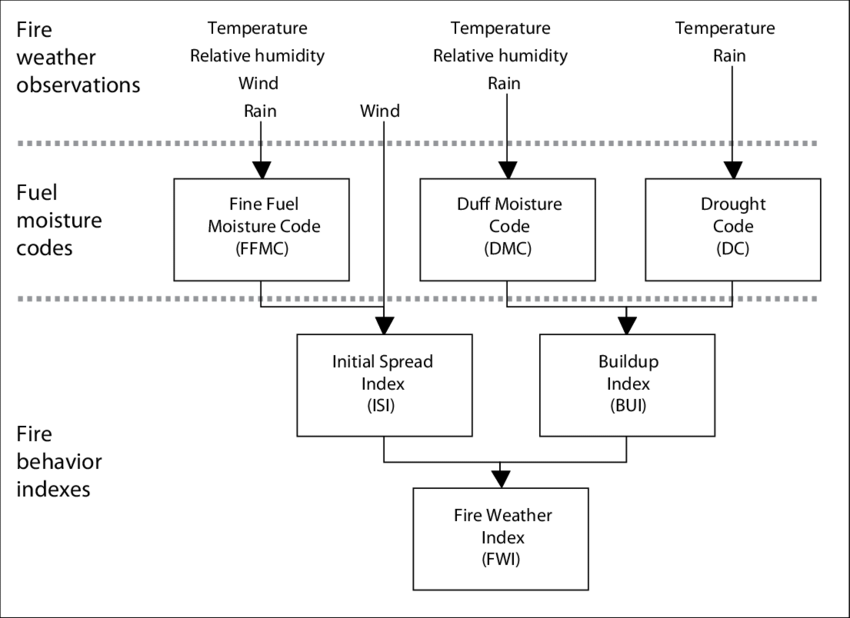 Fire
weather
observations
Temperature
Relative humidity
Wind
Rain
Wind
Temperature
Relative humidity
Rain
Temperature
Rain
Fuel
moisture
codes
Fine Fuel
Moisture Code
(FFMC)
Duff Moisture
Code
(DMC)
Drought
Code
(DC)
Fire
behavior
indexes
Initial Spread
Index
(ISI)
Buildup
Index
(BUI)
Fire Weather
Index
(FWI)